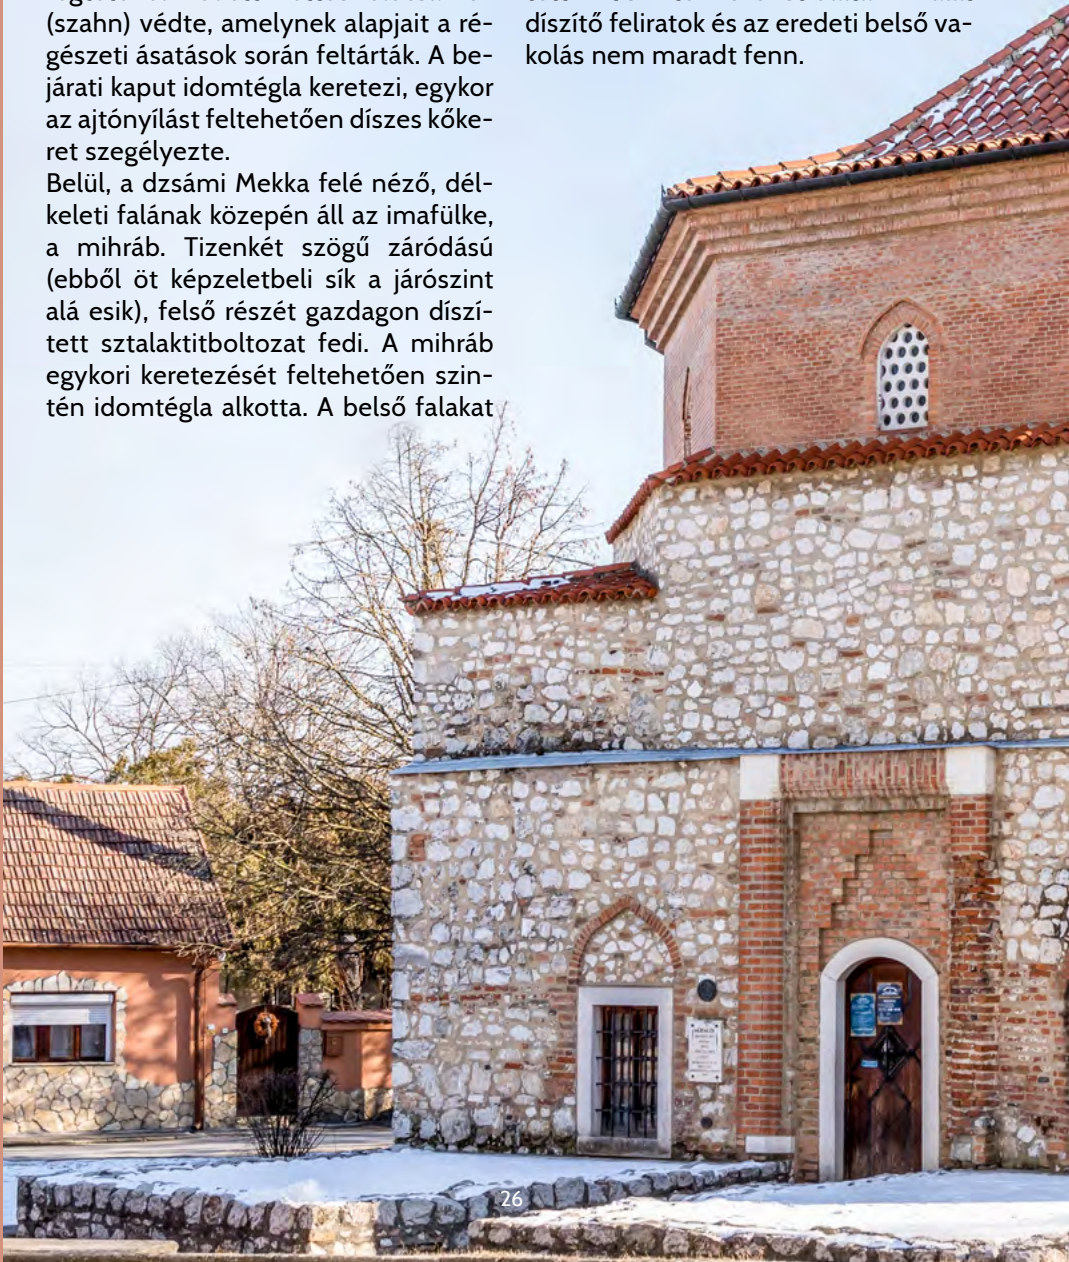 (szahn) védte, amelynek alapjait a ré-
gészeti ásatások során feltárták. A be-
járati kaput idomtégla keretezi, egykor
az ajtónyílást feltehetően díszes kőke-
ret szegélyezte.
Belül, a dzsámi Mekka felé néző, dél-
keleti falának közepén áll az imafülke,
a mihráb. Tizenkét szögű záródású
(ebből öt képzeletbeli sík a járószint
alá esik), felső részét gazdagon díszí-
tett sztalaktitboltozat fedi. A mihráb
egykori keretezését feltehetően szin-
tén idomtégla alkotta. A belső falakat
díszítő feliratok és az eredeti belső va-
kolás nem maradt fenn.
26